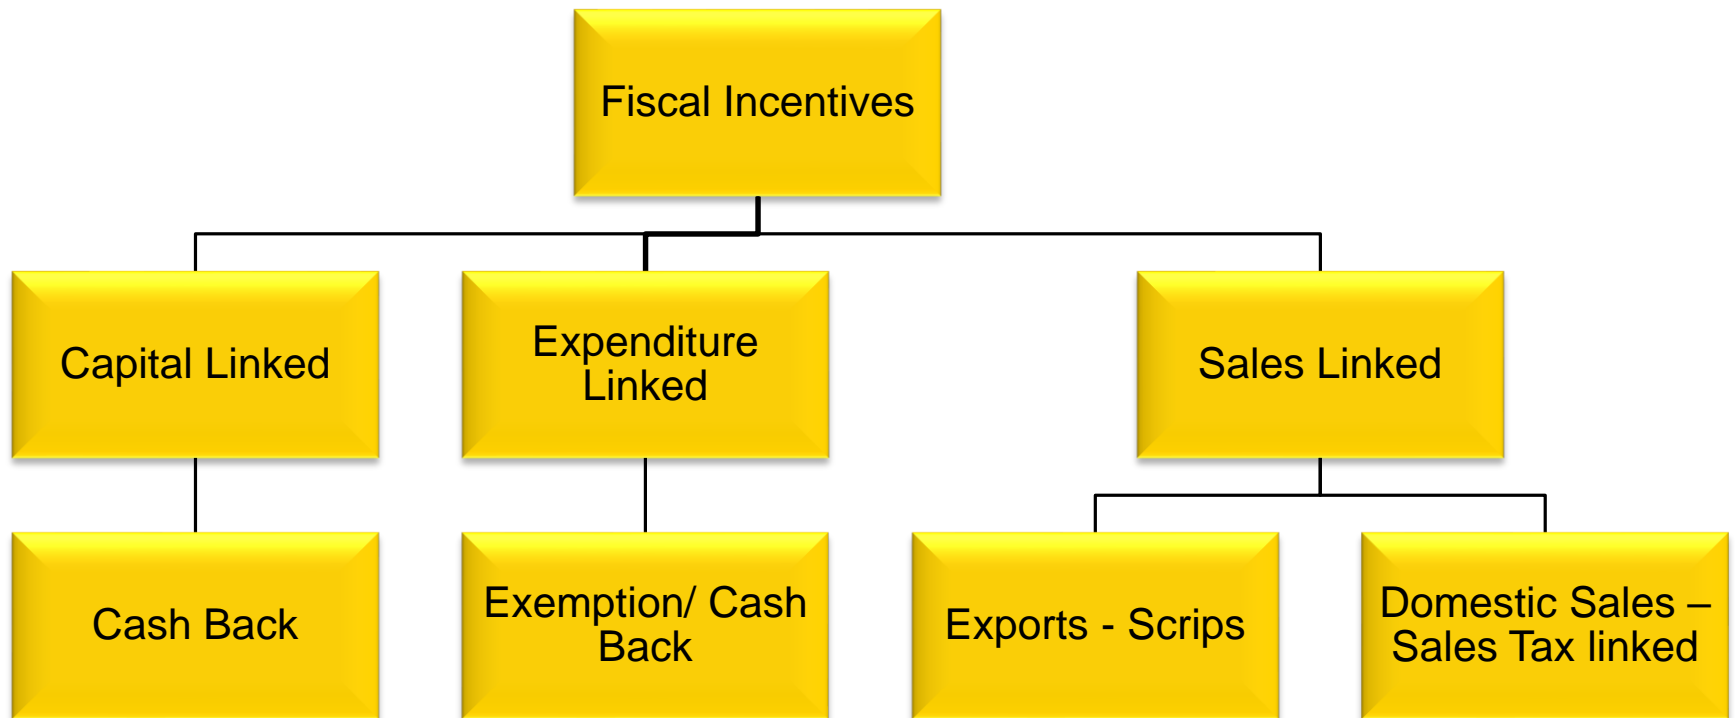 Fiscal Incentives
Capital Linked
Expenditure
Linked
Sales Linked
Cash Back
Exemption/ Cash
Back
Exports - Scrips
Domestic Sales –
Sales Tax linked